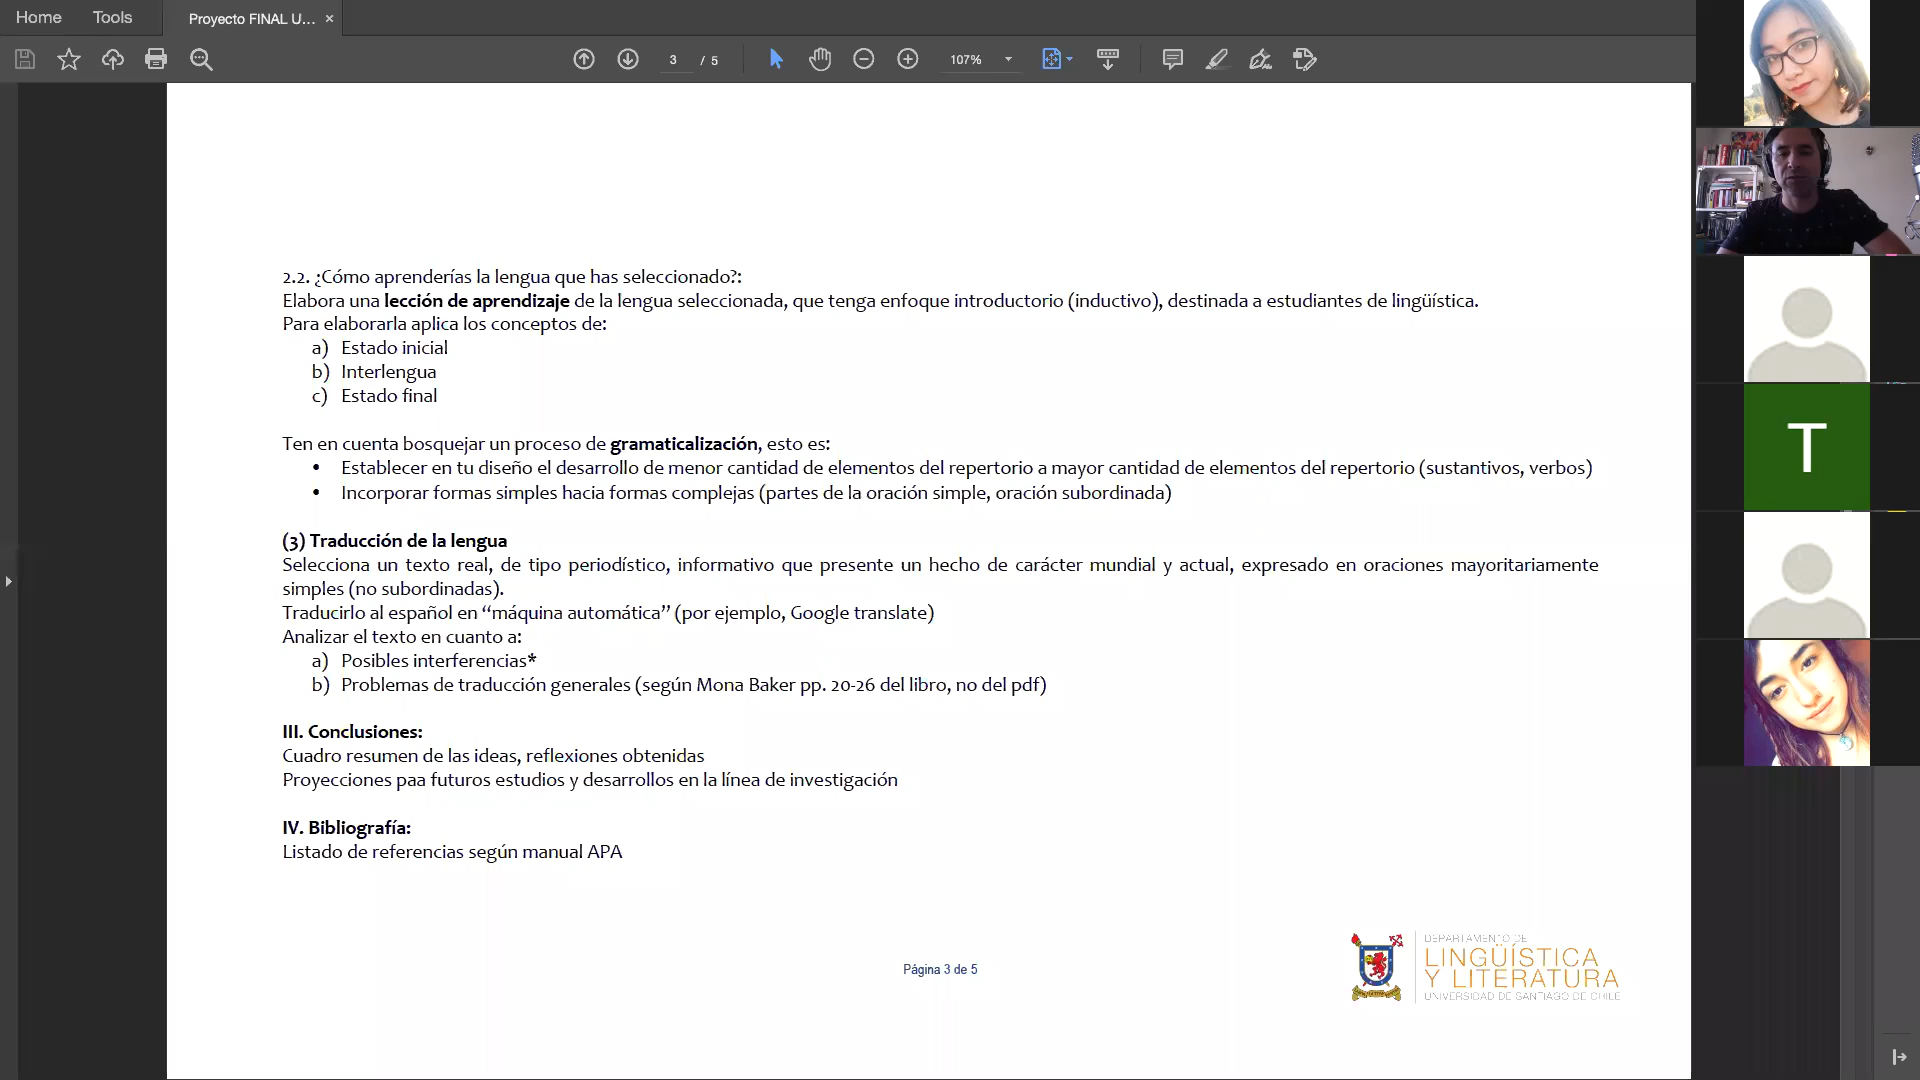 Home
Tools
Proyecto FINAL U... ×
3 / 5
107%
2.2. ¿Cómo aprenderías la lengua que has seleccionado?:
Elabora una lección de aprendizaje de la lengua seleccionada, que tenga enfoque introductorio (inductivo), destinada a estudiantes de lingüística.
Para elaborarla aplica los conceptos de:
a) Estado inicial
b) Interlengua
c) Estado final
Ten en cuenta bosquejar un proceso de gramaticalización, esto es:
• Establecer en tu diseño el desarrollo de menor cantidad de elementos del repertorio a mayor cantidad de elementos del repertorio (sustantivos, verbos)
• Incorporar formas simples hacia formas complejas (partes de la oración simple, oración subordinada)
(3) Traducción de la lengua
Selecciona un texto real, de tipo periodístico, informativo que presente un hecho de carácter mundial y actual, expresado en oraciones mayoritariamente
simples (no subordinadas).
Traducirlo al español en “máquina automática” (por ejemplo, Google translate)
Analizar el texto en cuanto a:
a) Posibles interferencias*
b) Problemas de traducción generales (según Mona Baker pp. 20-26 del libro, no del pdf)
III. Conclusiones:
Cuadro resumen de las ideas, reflexiones obtenidas
Proyecciones paa futuros estudios y desarrollos en la línea de investigación
IV. Bibliografía:
Listado de referencias según manual APA
Página 3 de 5
DEPARTAMENTO DE
LINGÜÍSTICA
Y LITERATURA
UNIVERSIDAD DE SANTIAGO DE CHILE
T